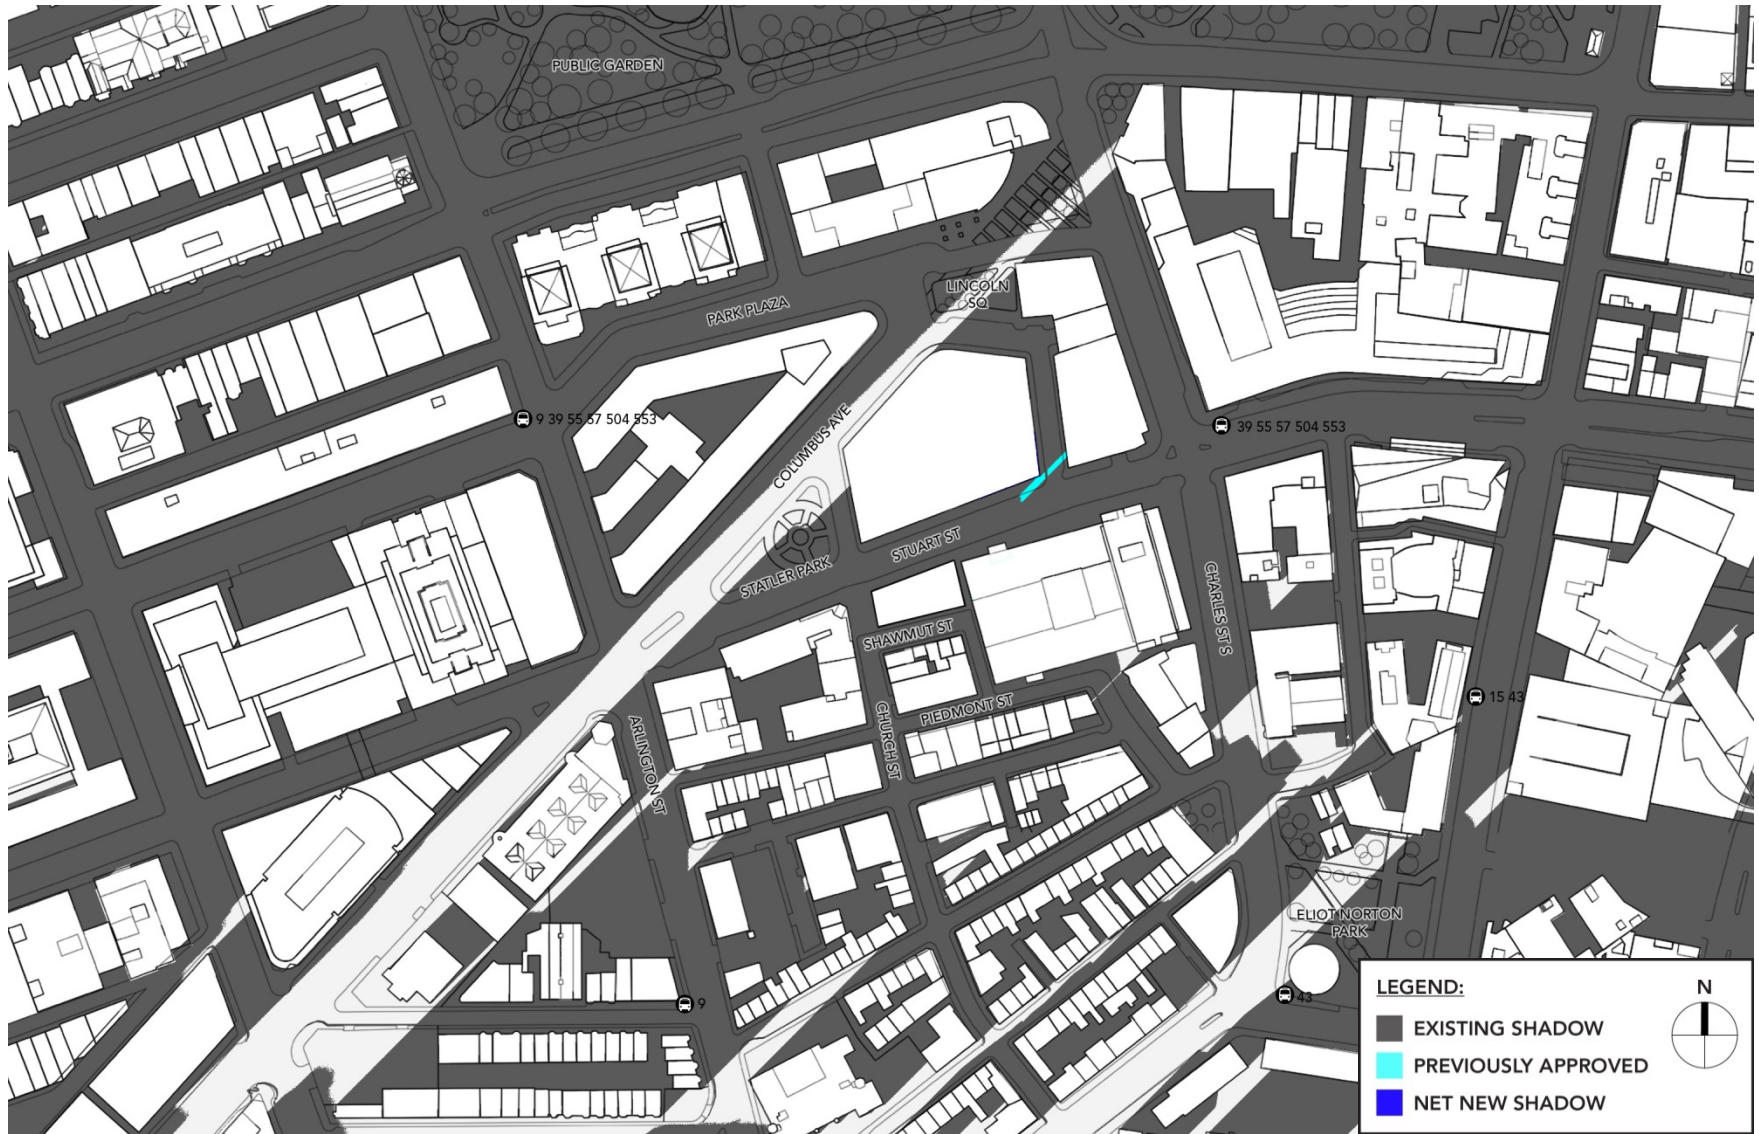 PUBLIC GARDEN
LINCOLN
SQ
PARK PLAZA
9 39 55 57 504 553
39 55 57 504 553
COLUMBUS AVE
STUART ST
STATLER PARK
SHAWMUT ST
CHARLES ST S
PIEDMONT ST
15 43
ARLINGTON ST
CHURCH ST
ELIOT NORTON
PARK
9
43
LEGEND:
N
EXISTING SHADOW
PREVIOUSLY APPROVED
NET NEW SHADOW